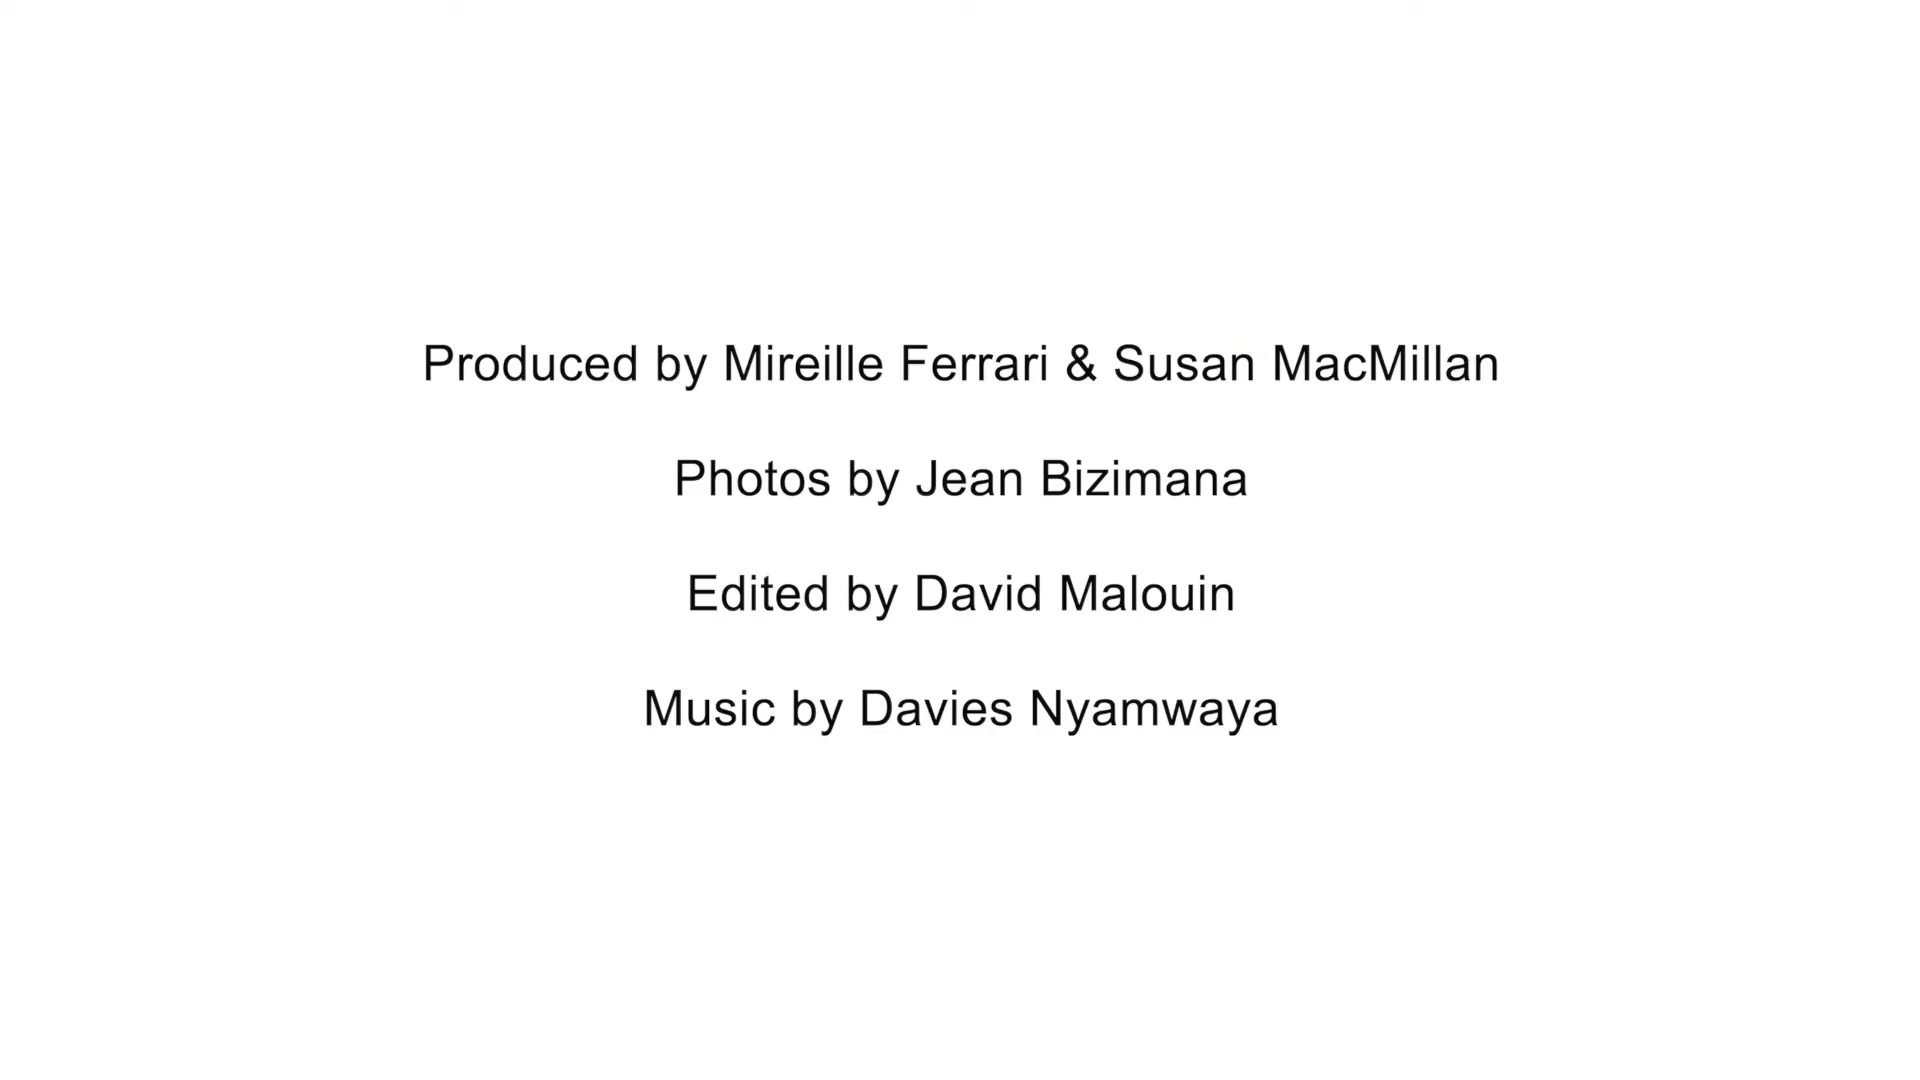 Produced by Mireille Ferrari & Susan MacMillan
Photos by Jean Bizimana
Edited by David Malouin
Music by Davies Nyamwaya